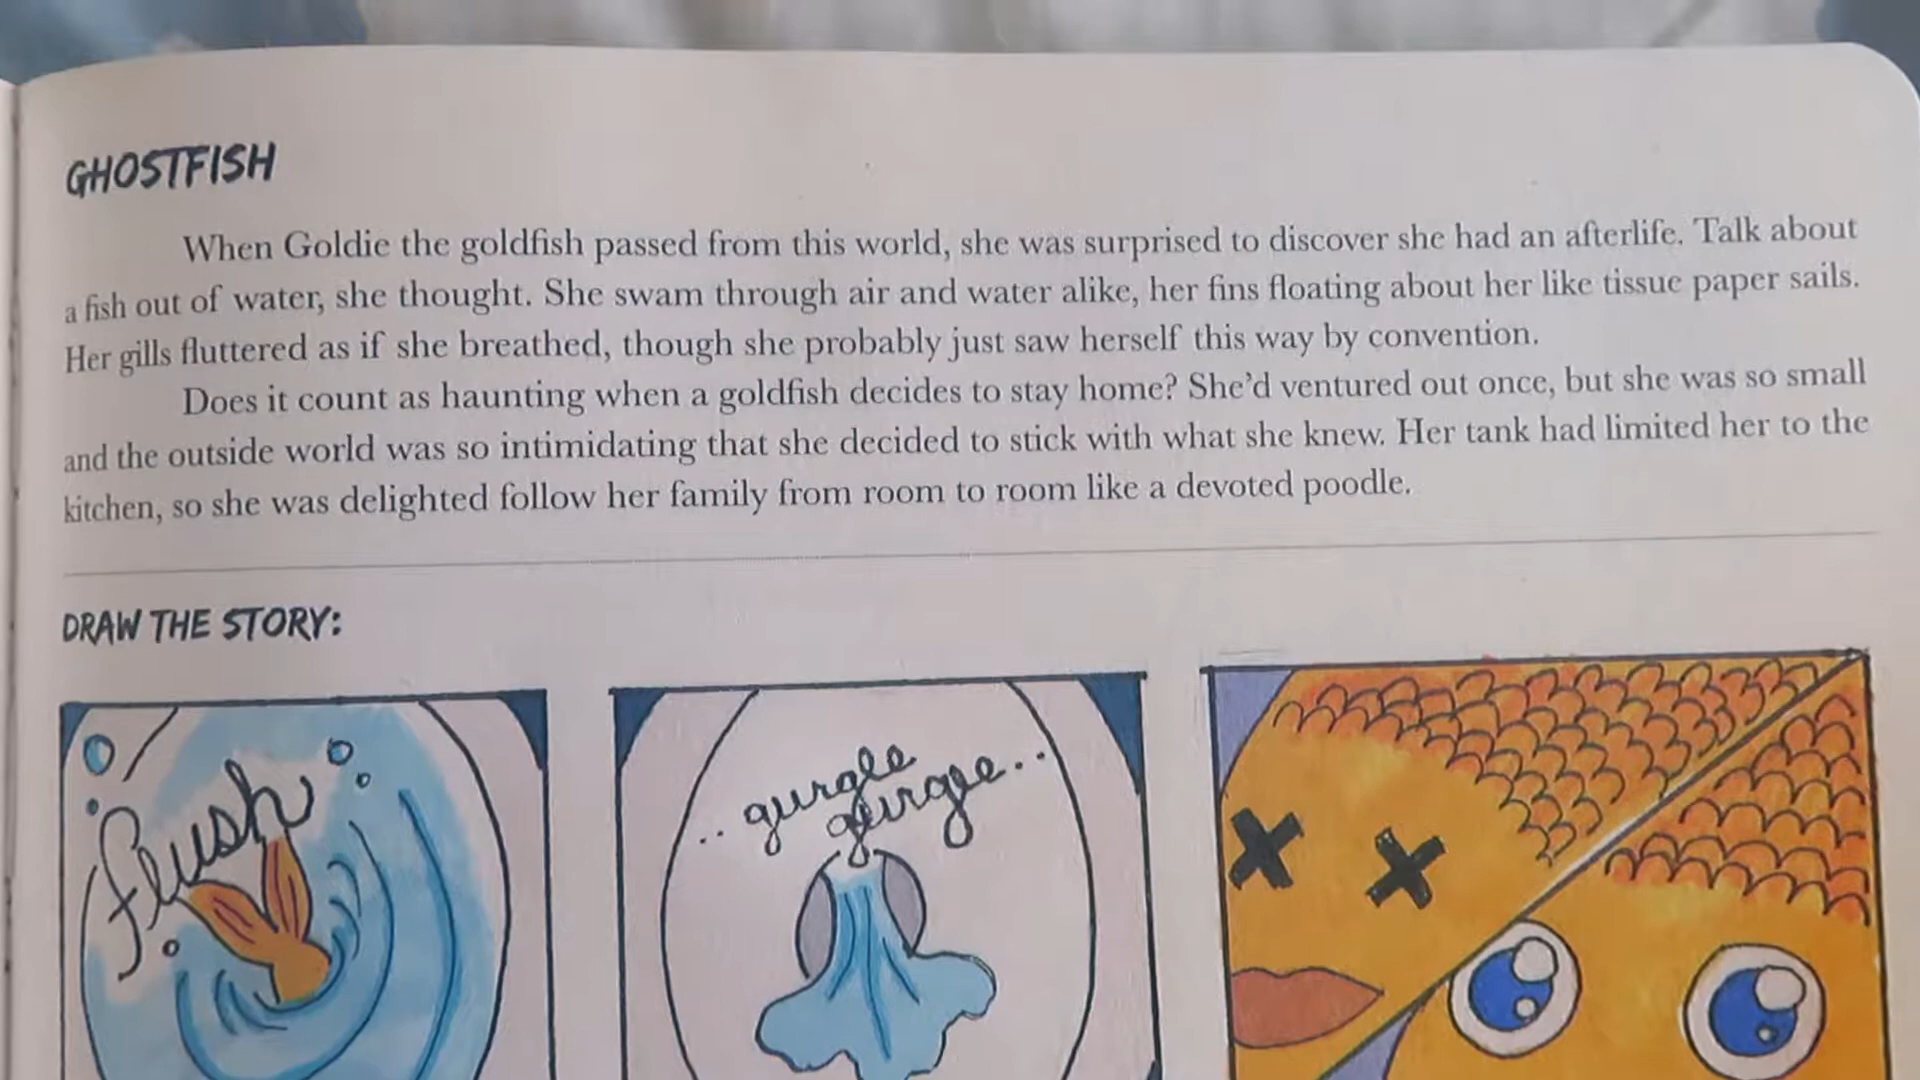 GHOSTFISH
When Goldie the goldfish passed from this world, she was surprised to discover she had an afterlife. Talk about
a fish out of water, she thought. She swam through air and water alike, her fins floating about her like tissue paper sails.
Her gills fluttered as if she breathed, though she probably just saw herself this way by convention.
Does it count as haunting when a goldfish decides to stay home? She'd ventured out once, but she was so small
and the outside world was so intimidating that she decided to stick with what she knew. Her tank had limited her to the
kitchen, so she was delighted follow her family from room to room like a devoted poodle.
DRAW THE STORY:
flush
.. gurgle
gurgle..